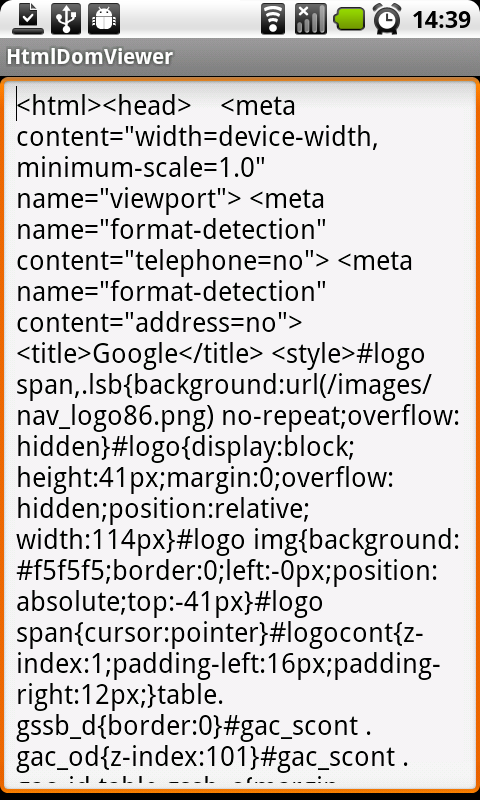 14:39
HtmlDomViewer
<html><head>    <meta
content="width=device-width,
minimum-scale=1.0"
name="viewport"> <meta
name="format-detection"
content="telephone=no"> <meta
name="format-detection"
content="address=no">
<title>Google</title> <style>#logo
span,.lsb{background:url(/images/
nav_logo86.png) no-repeat;overflow:
hidden}#logo{display:block;
height:41px;margin:0;overflow:
hidden;position:relative;
width:114px}#logo img{background:
#f5f5f5;border:0;left:-0px;position:
absolute;top:-41px}#logo
span{cursor:pointer}#logocont{z-
index:1;padding-left:16px;padding-
right:12px;}table.
gssb_d{border:0}#gac_scont .
gac_od{z-index:101}#gac_scont .